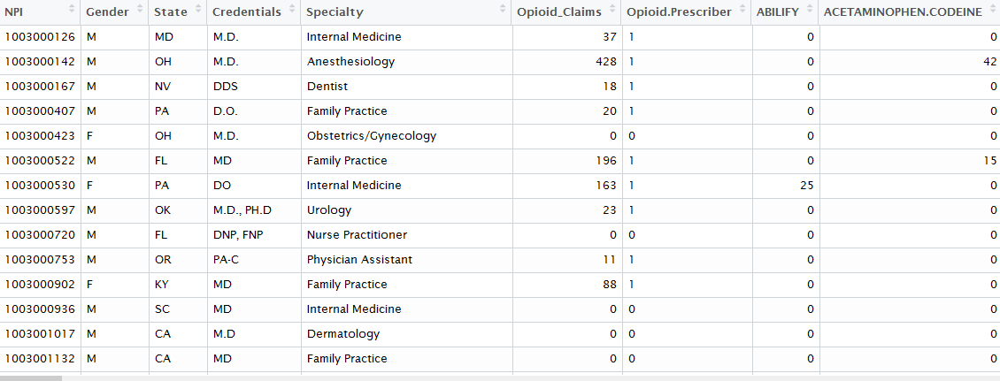 NPI Gender State Credentials Specialty Opioid_Claims Opioid.Prescriber ABILIFY ACETAMINOPHEN.CODEINE
1003000126 M MD M.D. Internal Medicine 37 1 0 0
1003000142 M OH M.D. Anesthesiology 428 1 0 42
1003000167 M NV DDS Dentist 18 1 0 0
1003000407 M PA D.O. Family Practice 20 1 0 0
1003000423 F OH M.D. Obstetrics/Gynecology 0 0 0 0
1003000522 M FL MD Family Practice 196 1 0 15
1003000530 F PA DO Internal Medicine 163 1 25 0
1003000597 M OK M.D., PH.D Urology 23 1 0 0
1003000720 M FL DNP, FNP Nurse Practitioner 0 0 0 0
1003000753 M OR PA-C Physician Assistant 11 1 0 0
1003000902 F KY MD Family Practice 88 1 0 0
1003000936 M SC MD Internal Medicine 0 0 0 0
1003001017 M CA M.D Dermatology 0 0 0 0
1003001132 M CA MD Family Practice 0 0 0 0